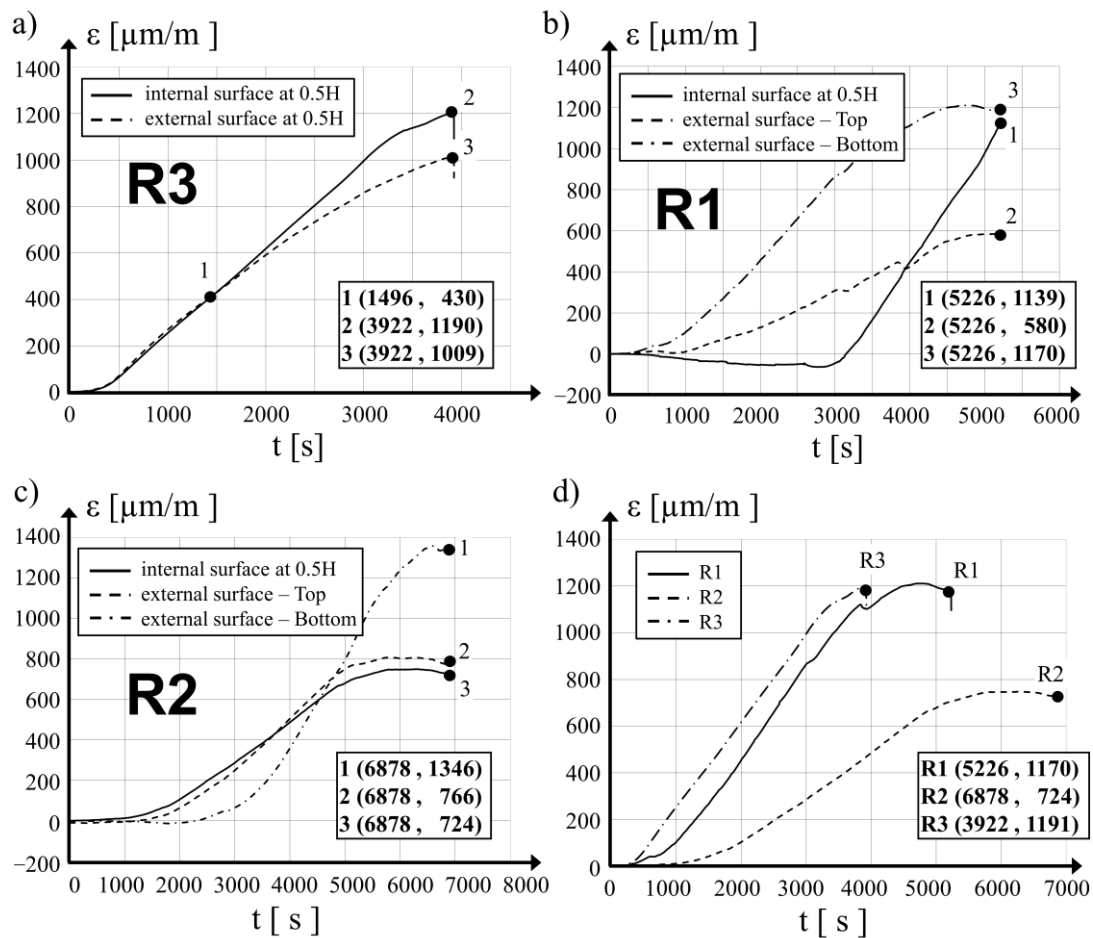 a)
ε [µm/m ]
1400
1200
1000
800
600
400
200
0
internal surface at 0.5H
external surface at 0.5H
R3
1
2
3
1 (1496 , 430)
2 (3922 , 1190)
3 (3922 , 1009)
0 1000 2000 3000 4000
t [s]
b)
ε [µm/m ]
1400
1200
1000
800
600
400
200
0
−200
internal surface at 0.5H
external surface – Top
external surface – Bottom
R1
3
1
2
1 (5226 , 1139)
2 (5226 , 580)
3 (5226 , 1170)
0 1000 2000 3000 4000 5000 6000
t [s]
c)
ε [µm/m ]
1400
1200
1000
800
600
400
200
0
−200
internal surface at 0.5H
external surface – Top
external surface – Bottom
R2
1
2
3
1 (6878 , 1346)
2 (6878 , 766)
3 (6878 , 724)
0 1000 2000 3000 4000 5000 6000 7000 8000
t [ s ]
d)
ε [µm/m ]
1400
1200
1000
800
600
400
200
0
R1
R2
R3
R3
R1
R2
R1 (5226 , 1170)
R2 (6878 , 724)
R3 (3922 , 1191)
0 1000 2000 3000 4000 5000 6000 7000
t [ s ]